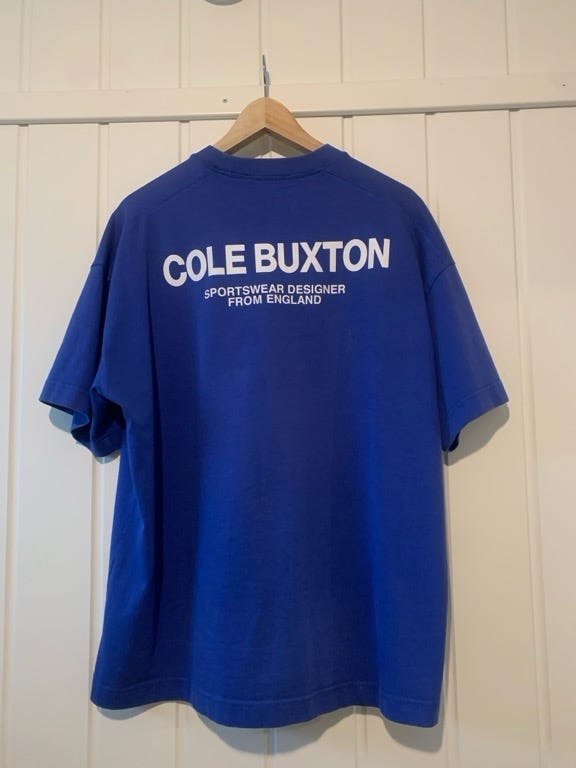 COLE BUXTON
SPORTSWEAR DESIGNER
FROM ENGLAND